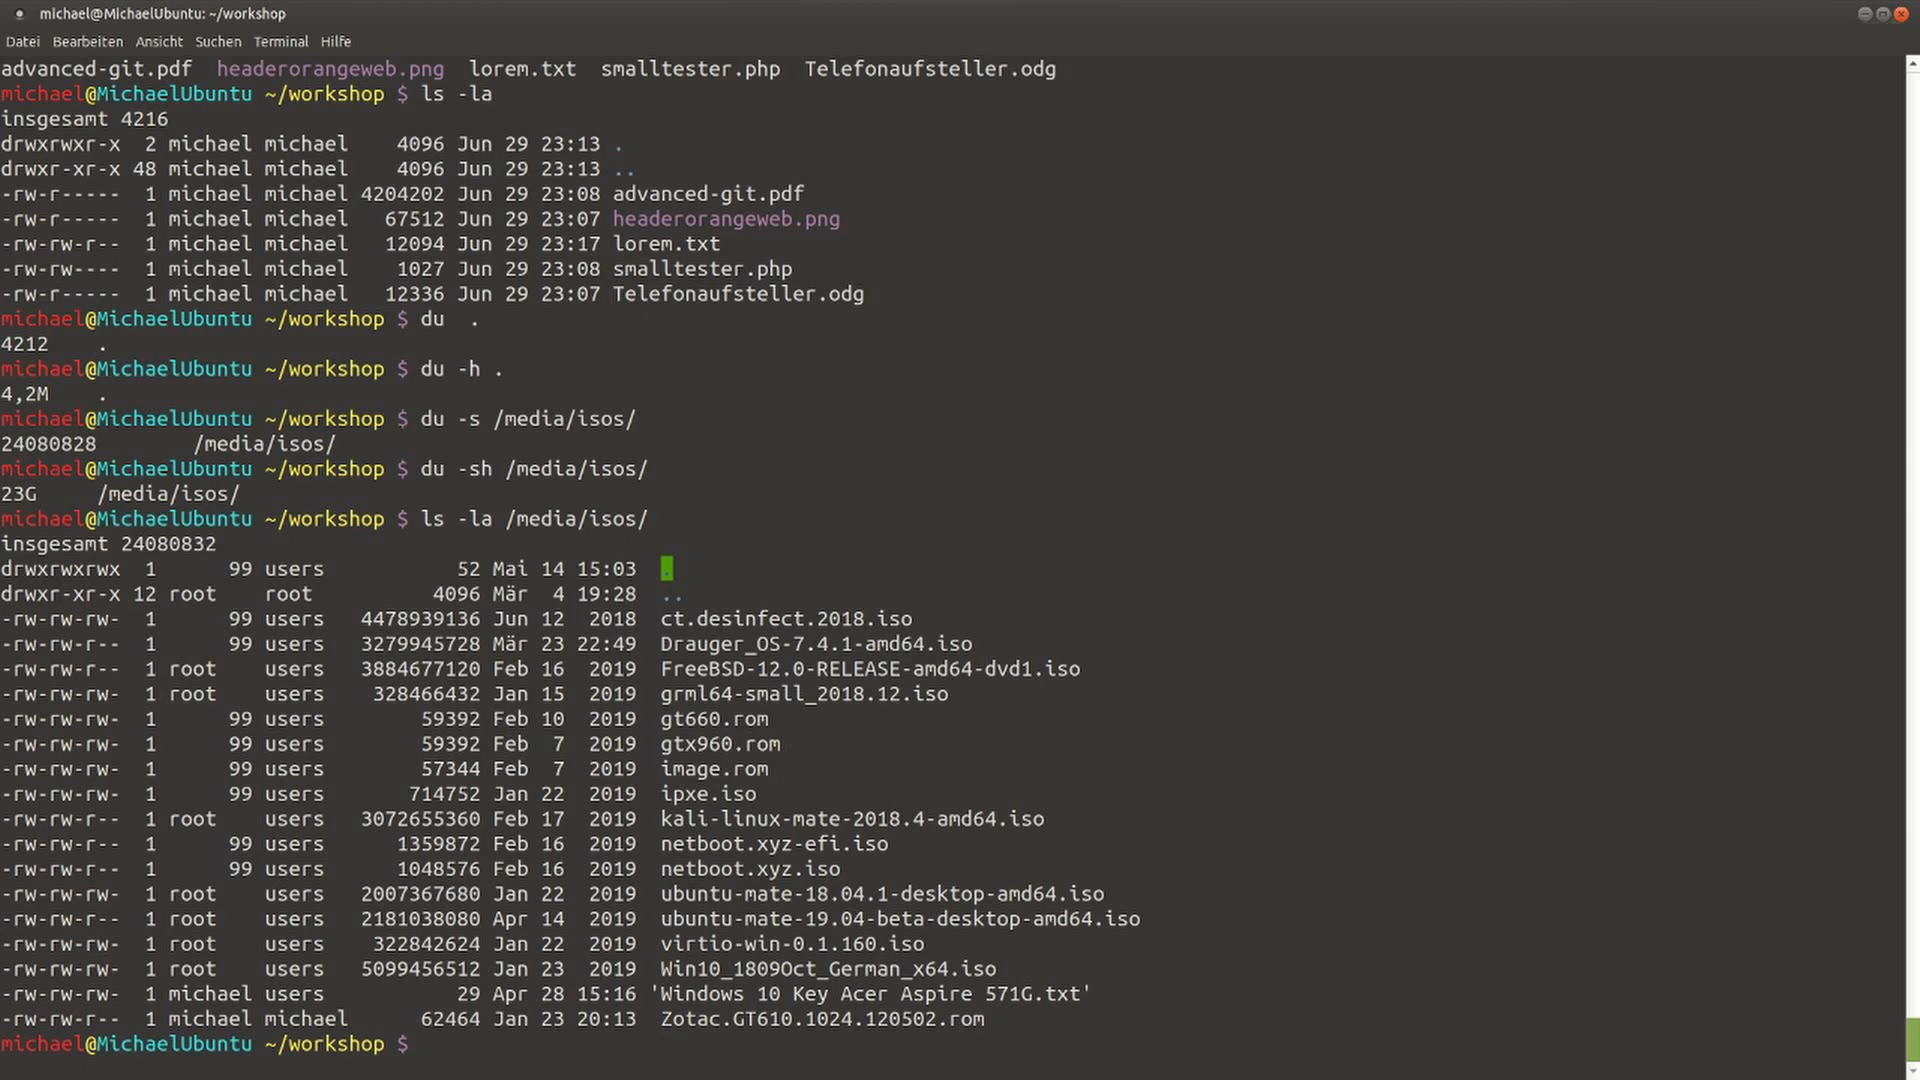 michael@MichaelUbuntu: ~/workshop
Datei Bearbeiten Ansicht Suchen Terminal Hilfe
advanced-git.pdf  headerorangeweb.png  lorem.txt  smalltester.php  Telefonaufsteller.odg
michael@MichaelUbuntu ~/workshop $ ls -la
insgesamt 4216
drwxrwxr-x  2 michael michael    4096 Jun 29 23:13 .
drwxr-xr-x 48 michael michael    4096 Jun 29 23:13 ..
-rw-r-----  1 michael michael 4204202 Jun 29 23:08 advanced-git.pdf
-rw-r-----  1 michael michael   67512 Jun 29 23:07 headerorangeweb.png
-rw-rw-r--  1 michael michael   12094 Jun 29 23:17 lorem.txt
-rw-rw----  1 michael michael    1027 Jun 29 23:08 smalltester.php
-rw-r-----  1 michael michael   12336 Jun 29 23:07 Telefonaufsteller.odg
michael@MichaelUbuntu ~/workshop $ du  .
4212    .
michael@MichaelUbuntu ~/workshop $ du -h .
4,2M    .
michael@MichaelUbuntu ~/workshop $ du -s /media/isos/
24080828        /media/isos/
michael@MichaelUbuntu ~/workshop $ du -sh /media/isos/
23G     /media/isos/
michael@MichaelUbuntu ~/workshop $ ls -la /media/isos/
insgesamt 24080832
drwxrwxrwx  1      99 users           52 Mai 14 15:03  .
drwxr-xr-x 12 root    root          4096 Mär  4 19:28  ..
-rw-rw-rw-  1      99 users   4478939136 Jun 12  2018  ct.desinfect.2018.iso
-rw-rw-r--  1      99 users   3279945728 Mär 23 22:49  Drauger_OS-7.4.1-amd64.iso
-rw-rw-r--  1 root    users   3884677120 Feb 16  2019  FreeBSD-12.0-RELEASE-amd64-dvd1.iso
-rw-rw-rw-  1 root    users    328466432 Jan 15  2019  grml64-small_2018.12.iso
-rw-rw-rw-  1      99 users        59392 Feb 10  2019  gt660.rom
-rw-rw-rw-  1      99 users        59392 Feb  7  2019  gtx960.rom
-rw-rw-rw-  1      99 users        57344 Feb  7  2019  image.rom
-rw-rw-rw-  1      99 users       714752 Jan 22  2019  ipxe.iso
-rw-rw-r--  1 root    users   3072655360 Feb 17  2019  kali-linux-mate-2018.4-amd64.iso
-rw-rw-r--  1      99 users      1359872 Feb 16  2019  netboot.xyz-efi.iso
-rw-rw-r--  1      99 users      1048576 Feb 16  2019  netboot.xyz.iso
-rw-rw-rw-  1 root    users   2007367680 Jan 22  2019  ubuntu-mate-18.04.1-desktop-amd64.iso
-rw-rw-r--  1 root    users   2181038080 Apr 14  2019  ubuntu-mate-19.04-beta-desktop-amd64.iso
-rw-rw-rw-  1 root    users    322842624 Jan 22  2019  virtio-win-0.1.160.iso
-rw-rw-rw-  1 root    users   5099456512 Jan 23  2019  Win10_1809Oct_German_x64.iso
-rw-rw-rw-  1 michael users           29 Apr 28 15:16 'Windows 10 Key Acer Aspire 571G.txt'
-rw-rw-r--  1 michael michael      62464 Jan 23 20:13  Zotac.GT610.1024.120502.rom
michael@MichaelUbuntu ~/workshop $